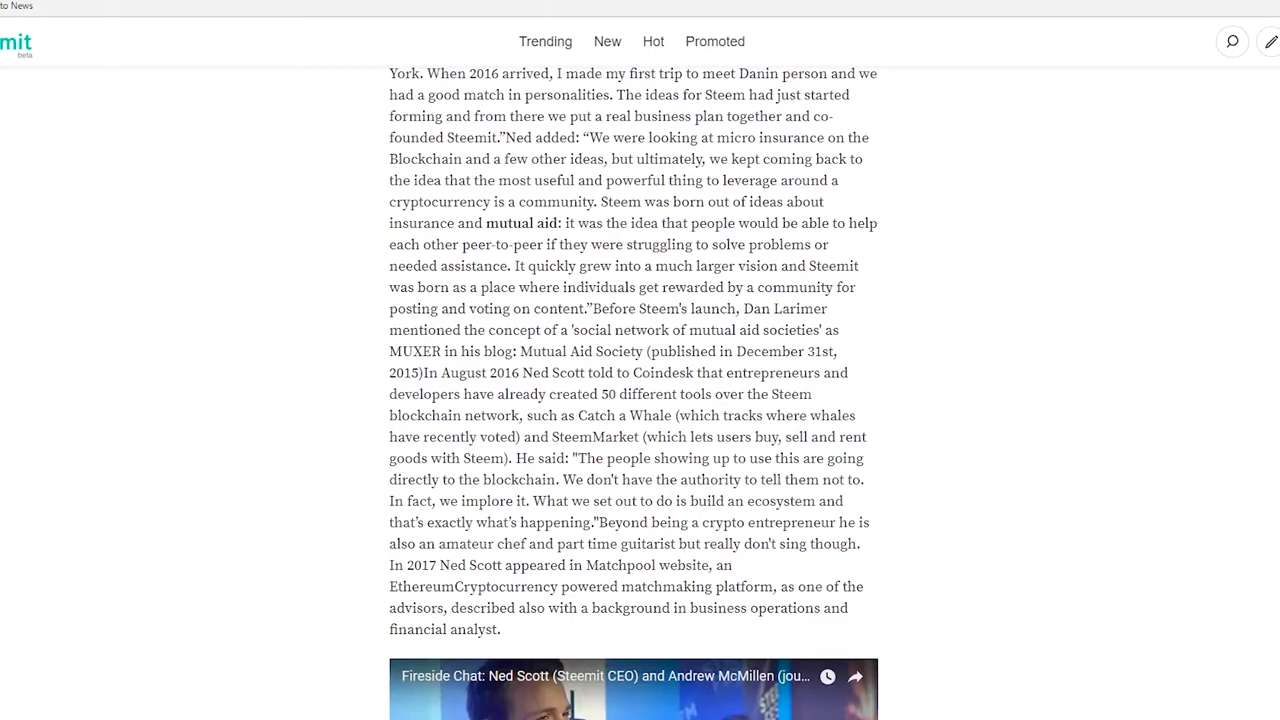 to News
mit
beta
Trending New Hot Promoted
York. When 2016 arrived, I made my first trip to meet Danin person and we
had a good match in personalities. The ideas for Steem had just started
forming and from there we put a real business plan together and co-
founded Steemit.”Ned added: “We were looking at micro insurance on the
Blockchain and a few other ideas, but ultimately, we kept coming back to
the idea that the most useful and powerful thing to leverage around a
cryptocurrency is a community. Steem was born out of ideas about
insurance and mutual aid: it was the idea that people would be able to help
each other peer-to-peer if they were struggling to solve problems or
needed assistance. It quickly grew into a much larger vision and Steemit
was born as a place where individuals get rewarded by a community for
posting and voting on content.”Before Steem's launch, Dan Larimer
mentioned the concept of a 'social network of mutual aid societies' as
MUXER in his blog: Mutual Aid Society (published in December 31st,
2015)In August 2016 Ned Scott told to Coindesk that entrepreneurs and
developers have already created 50 different tools over the Steem
blockchain network, such as Catch a Whale (which tracks where whales
have recently voted) and SteemMarket (which lets users buy, sell and rent
goods with Steem). He said: "The people showing up to use this are going
directly to the blockchain. We don't have the authority to tell them not to.
In fact, we implore it. What we set out to do is build an ecosystem and
that’s exactly what’s happening."Beyond being a crypto entrepreneur he is
also an amateur chef and part time guitarist but really don't sing though.
In 2017 Ned Scott appeared in Matchpool website, an
EthereumCryptocurrency powered matchmaking platform, as one of the
advisors, described also with a background in business operations and
financial analyst.
Fireside Chat: Ned Scott (Steemit CEO) and Andrew McMillen (jou...